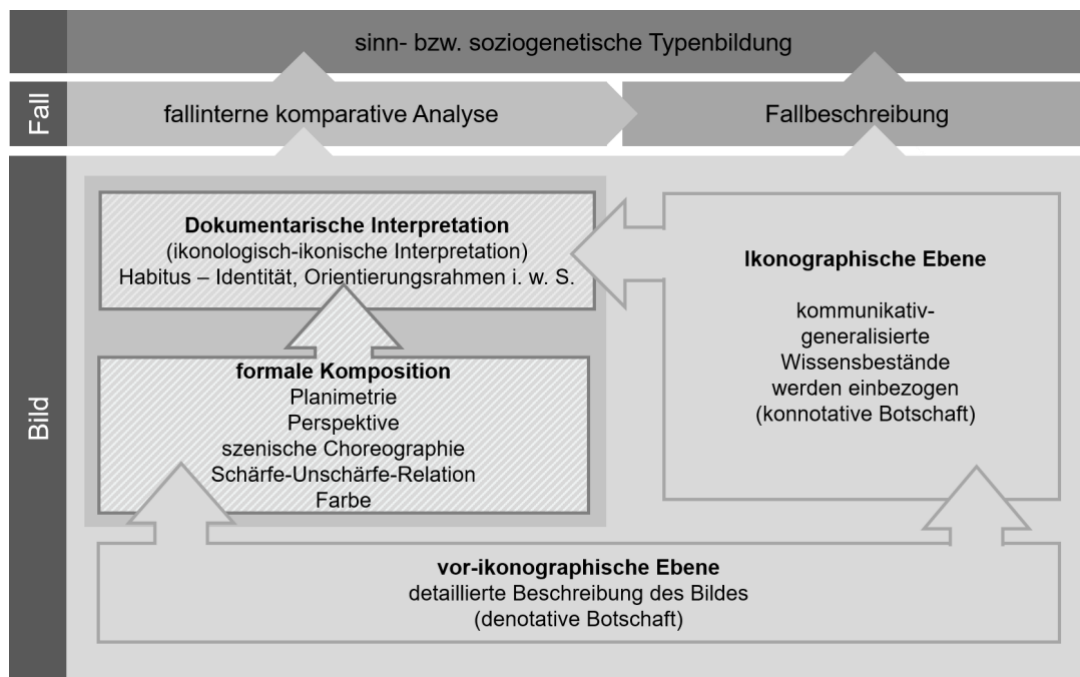 sinn- bzw. soziogenetische Typenbildung
Fall
fallinterne komparative Analyse
Fallbeschreibung
Bild
Dokumentarische Interpretation
(ikonologisch-ikonische Interpretation)
Habitus – Identität, Orientierungsrahmen i. w. S.
formale Komposition
Planimetrie
Perspektive
szenische Choreographie
Schärfe-Unschärfe-Relation
Farbe
Ikonographische Ebene
kommunikativ-
generalisierte
Wissensbestände
werden einbezogen
(konnotative Botschaft)
vor-ikonographische Ebene
detaillierte Beschreibung des Bildes
(denotative Botschaft)